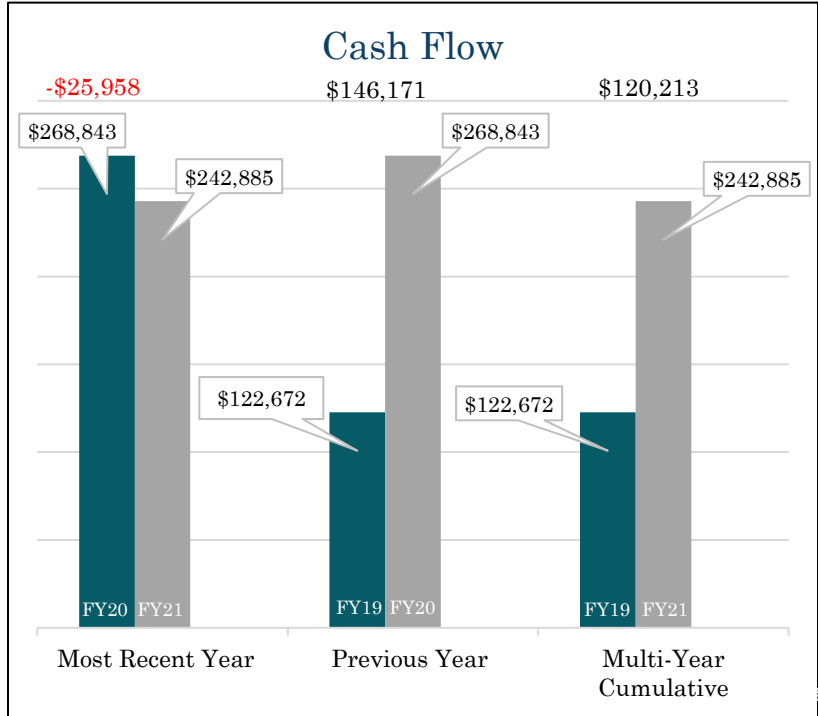 Cash Flow
-$25,958
$146,171
$120,213
$268,843
$242,885
$268,843
$242,885
$122,672
$122,672
FY20
FY21
FY19
FY20
FY19
FY21
Most Recent Year
Previous Year
Multi-Year
Cumulative